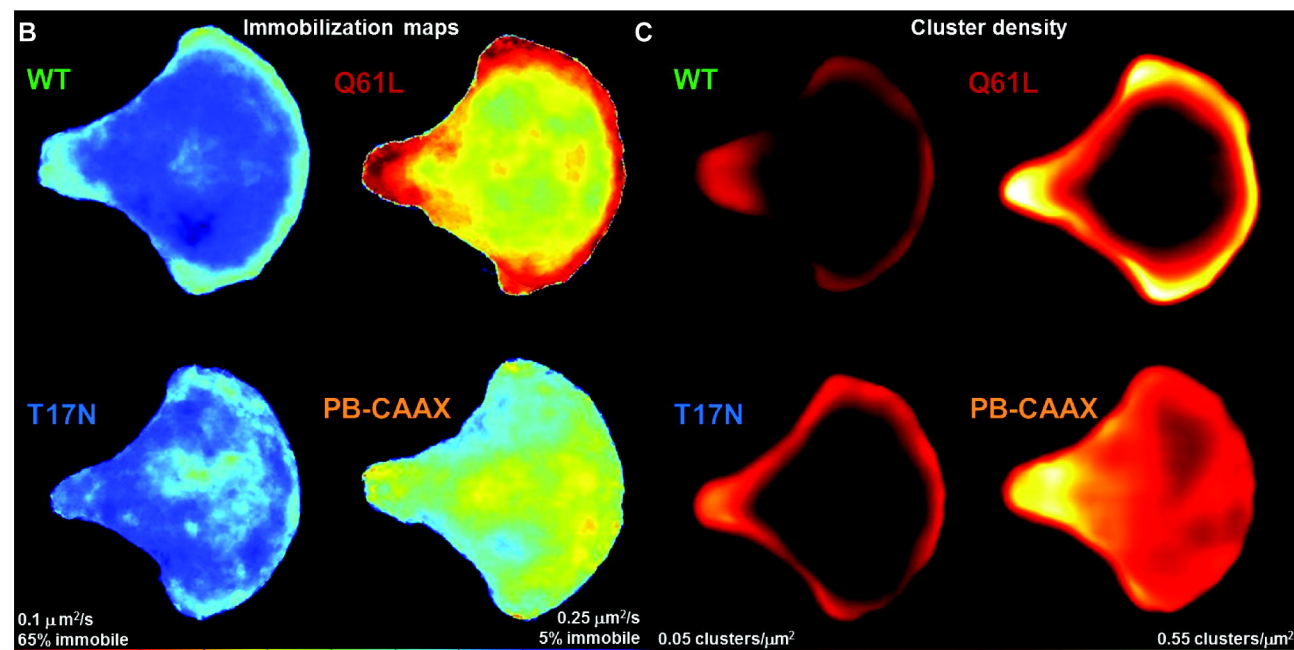 B
Immobilization maps
WT
Q61L
T17N
PB-CAAX
0.1 μm²/s
65% immobile
0.25 μm²/s
5% immobile
C
Cluster density
WT
Q61L
T17N
PB-CAAX
0.05 clusters/μm²
0.55 clusters/μm²